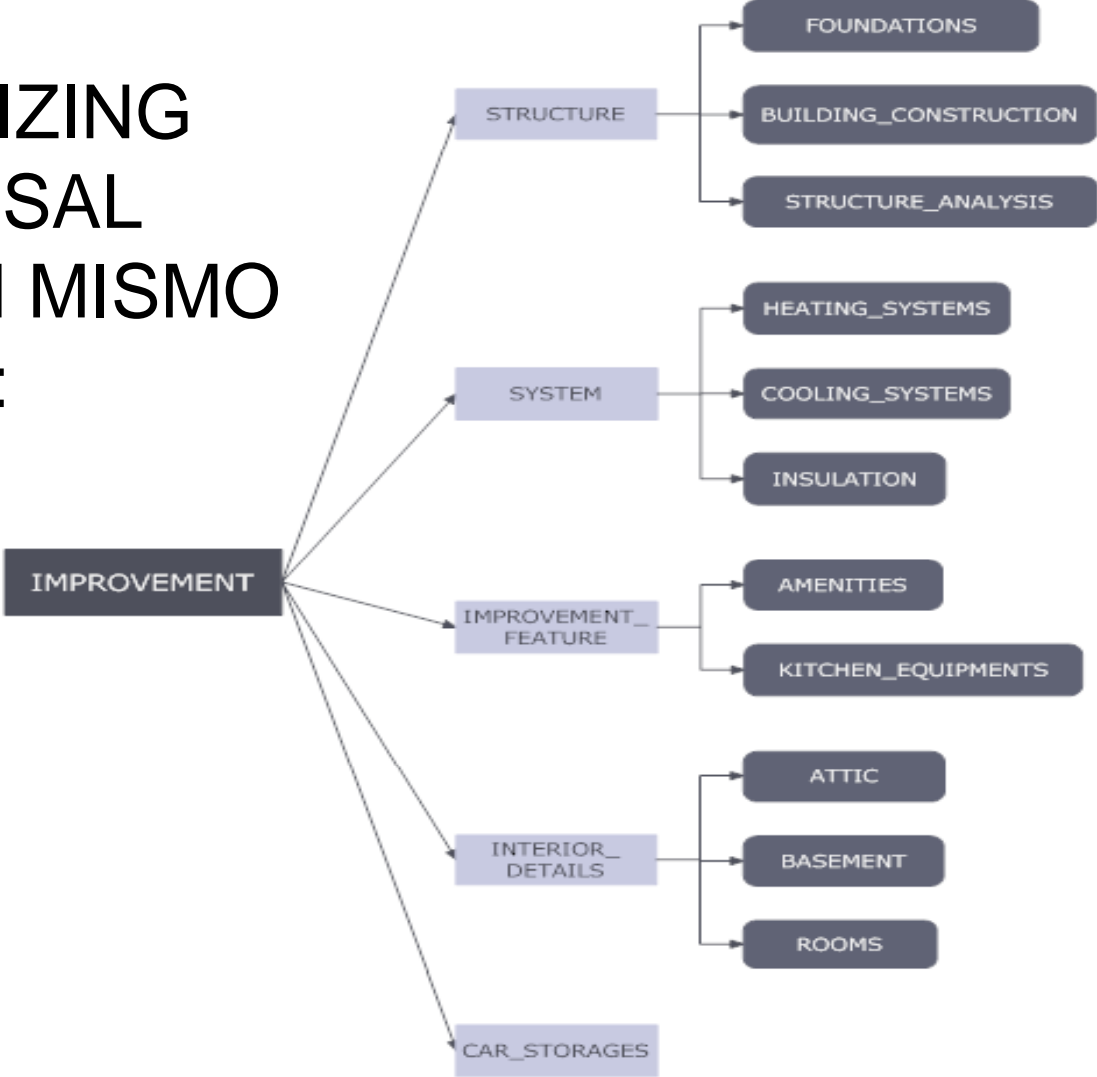 IZING
SAL
MISMO
:
IMPROVEMENT
STRUCTURE
FOUNDATIONS
BUILDING_CONSTRUCTION
STRUCTURE_ANALYSIS
SYSTEM
HEATING_SYSTEMS
COOLING_SYSTEMS
INSULATION
IMPROVEMENT_
FEATURE
AMENITIES
KITCHEN_EQUIPMENTS
INTERIOR_
DETAILS
ATTIC
BASEMENT
ROOMS
CAR_STORAGES